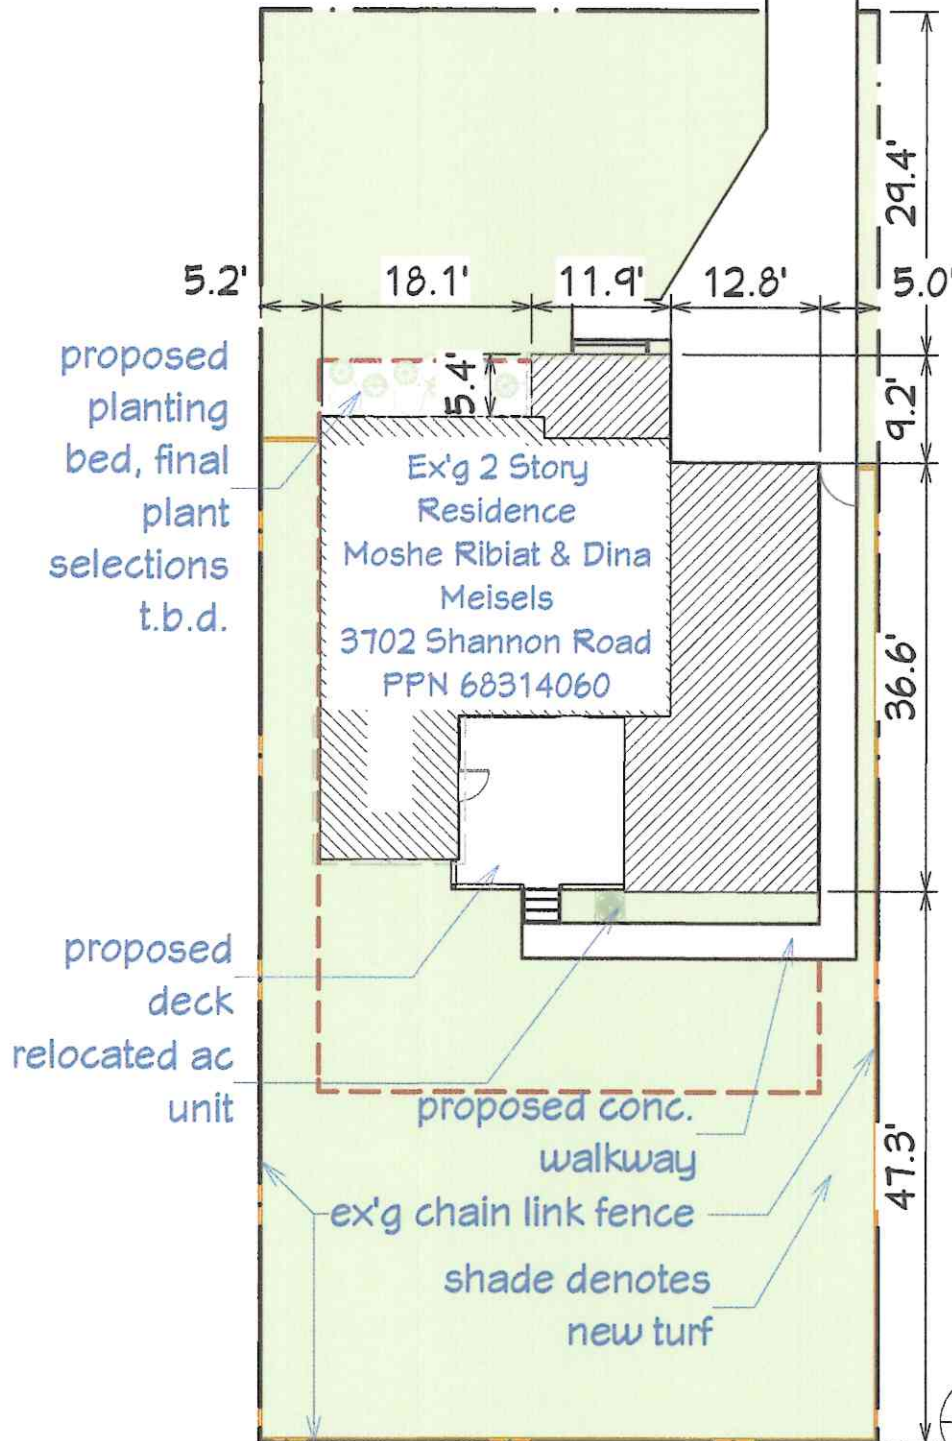 29.4'
5.2'
18.1'
11.9'
12.8'
5.0'
proposed
planting
bed, final
plant
selections
t.b.d.
5.4'
9.2'
Ex'g 2 Story
Residence
Moshe Ribiat & Dina
Meisels
3702 Shannon Road
PPN 68314060
36.6'
proposed
deck
relocated ac
unit
proposed conc.
walkway
47.3'
ex'g chain link fence
shade denotes
new turf